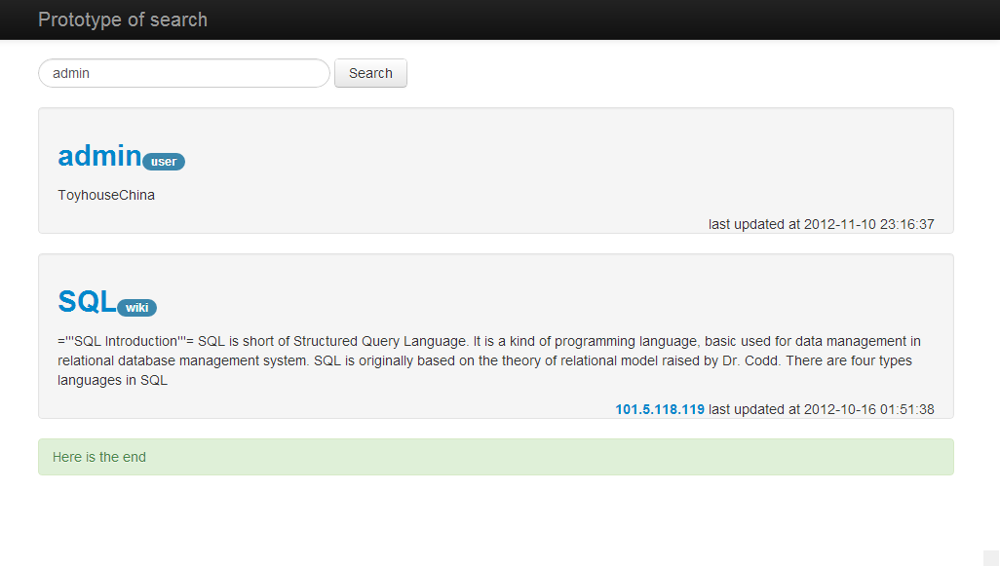 Prototype of search
admin
Search
admin user
ToyhouseChina
last updated at 2012-11-10 23:16:37
SQL wiki
='''SQL Introduction'''= SQL is short of Structured Query Language. It is a kind of programming language, basic used for data management in
relational database management system. SQL is originally based on the theory of relational model raised by Dr. Codd. There are four types
languages in SQL
101.5.118.119 last updated at 2012-10-16 01:51:38
Here is the end